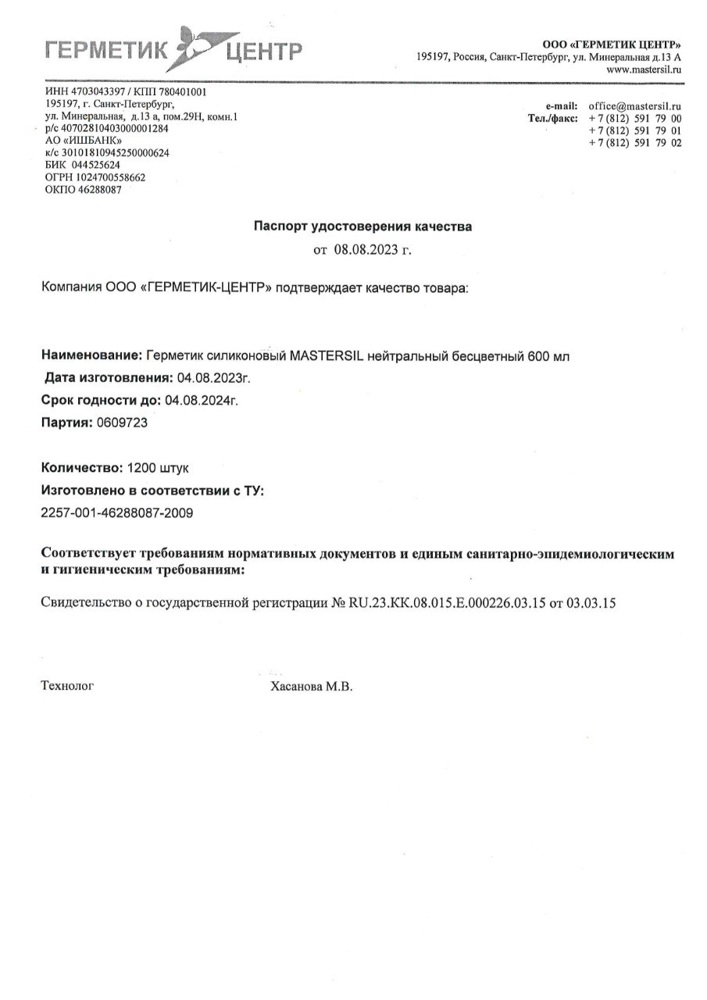 ГЕРМЕТИК ЦЕНТР
ООО «ГЕРМЕТИК ЦЕНТР»
195197, Россия, Санкт-Петербург, ул. Минеральная д.13 А
www.mastersil.ru
ИНН 4703043397 / КПП 780401001
195197, г. Санкт-Петербург,
ул. Минеральная, д.13 а, пом.29Н, комн.1
р/с 40702810403000001284
АО «ИШБАНК»
к/с 30101810945250000624
БИК 044525624
ОГРН 1024700558662
ОКПО 46288087
e-mail: office@mastersil.ru
Тел./факс: + 7 (812) 591 79 00
+ 7 (812) 591 79 01
+ 7 (812) 591 79 02
Паспорт удостоверения качества
от 08.08.2023 г.
Компания ООО «ГЕРМЕТИК-ЦЕНТР» подтверждает качество товара:
Наименование: Герметик силиконовый MASTERSIL нейтральный бесцветный 600 мл
Дата изготовления: 04.08.2023г.
Срок годности до: 04.08.2024г.
Партия: 0609723
Количество: 1200 штук
Изготовлено в соответствии с ТУ:
2257-001-46288087-2009
Соответствует требованиям нормативных документов и единым санитарно-эпидемиологическим
и гигиеническим требованиям:
Свидетельство о государственной регистрации № RU.23.КК.08.015.Е.000226.03.15 от 03.03.15
Технолог Хасанова М.В.